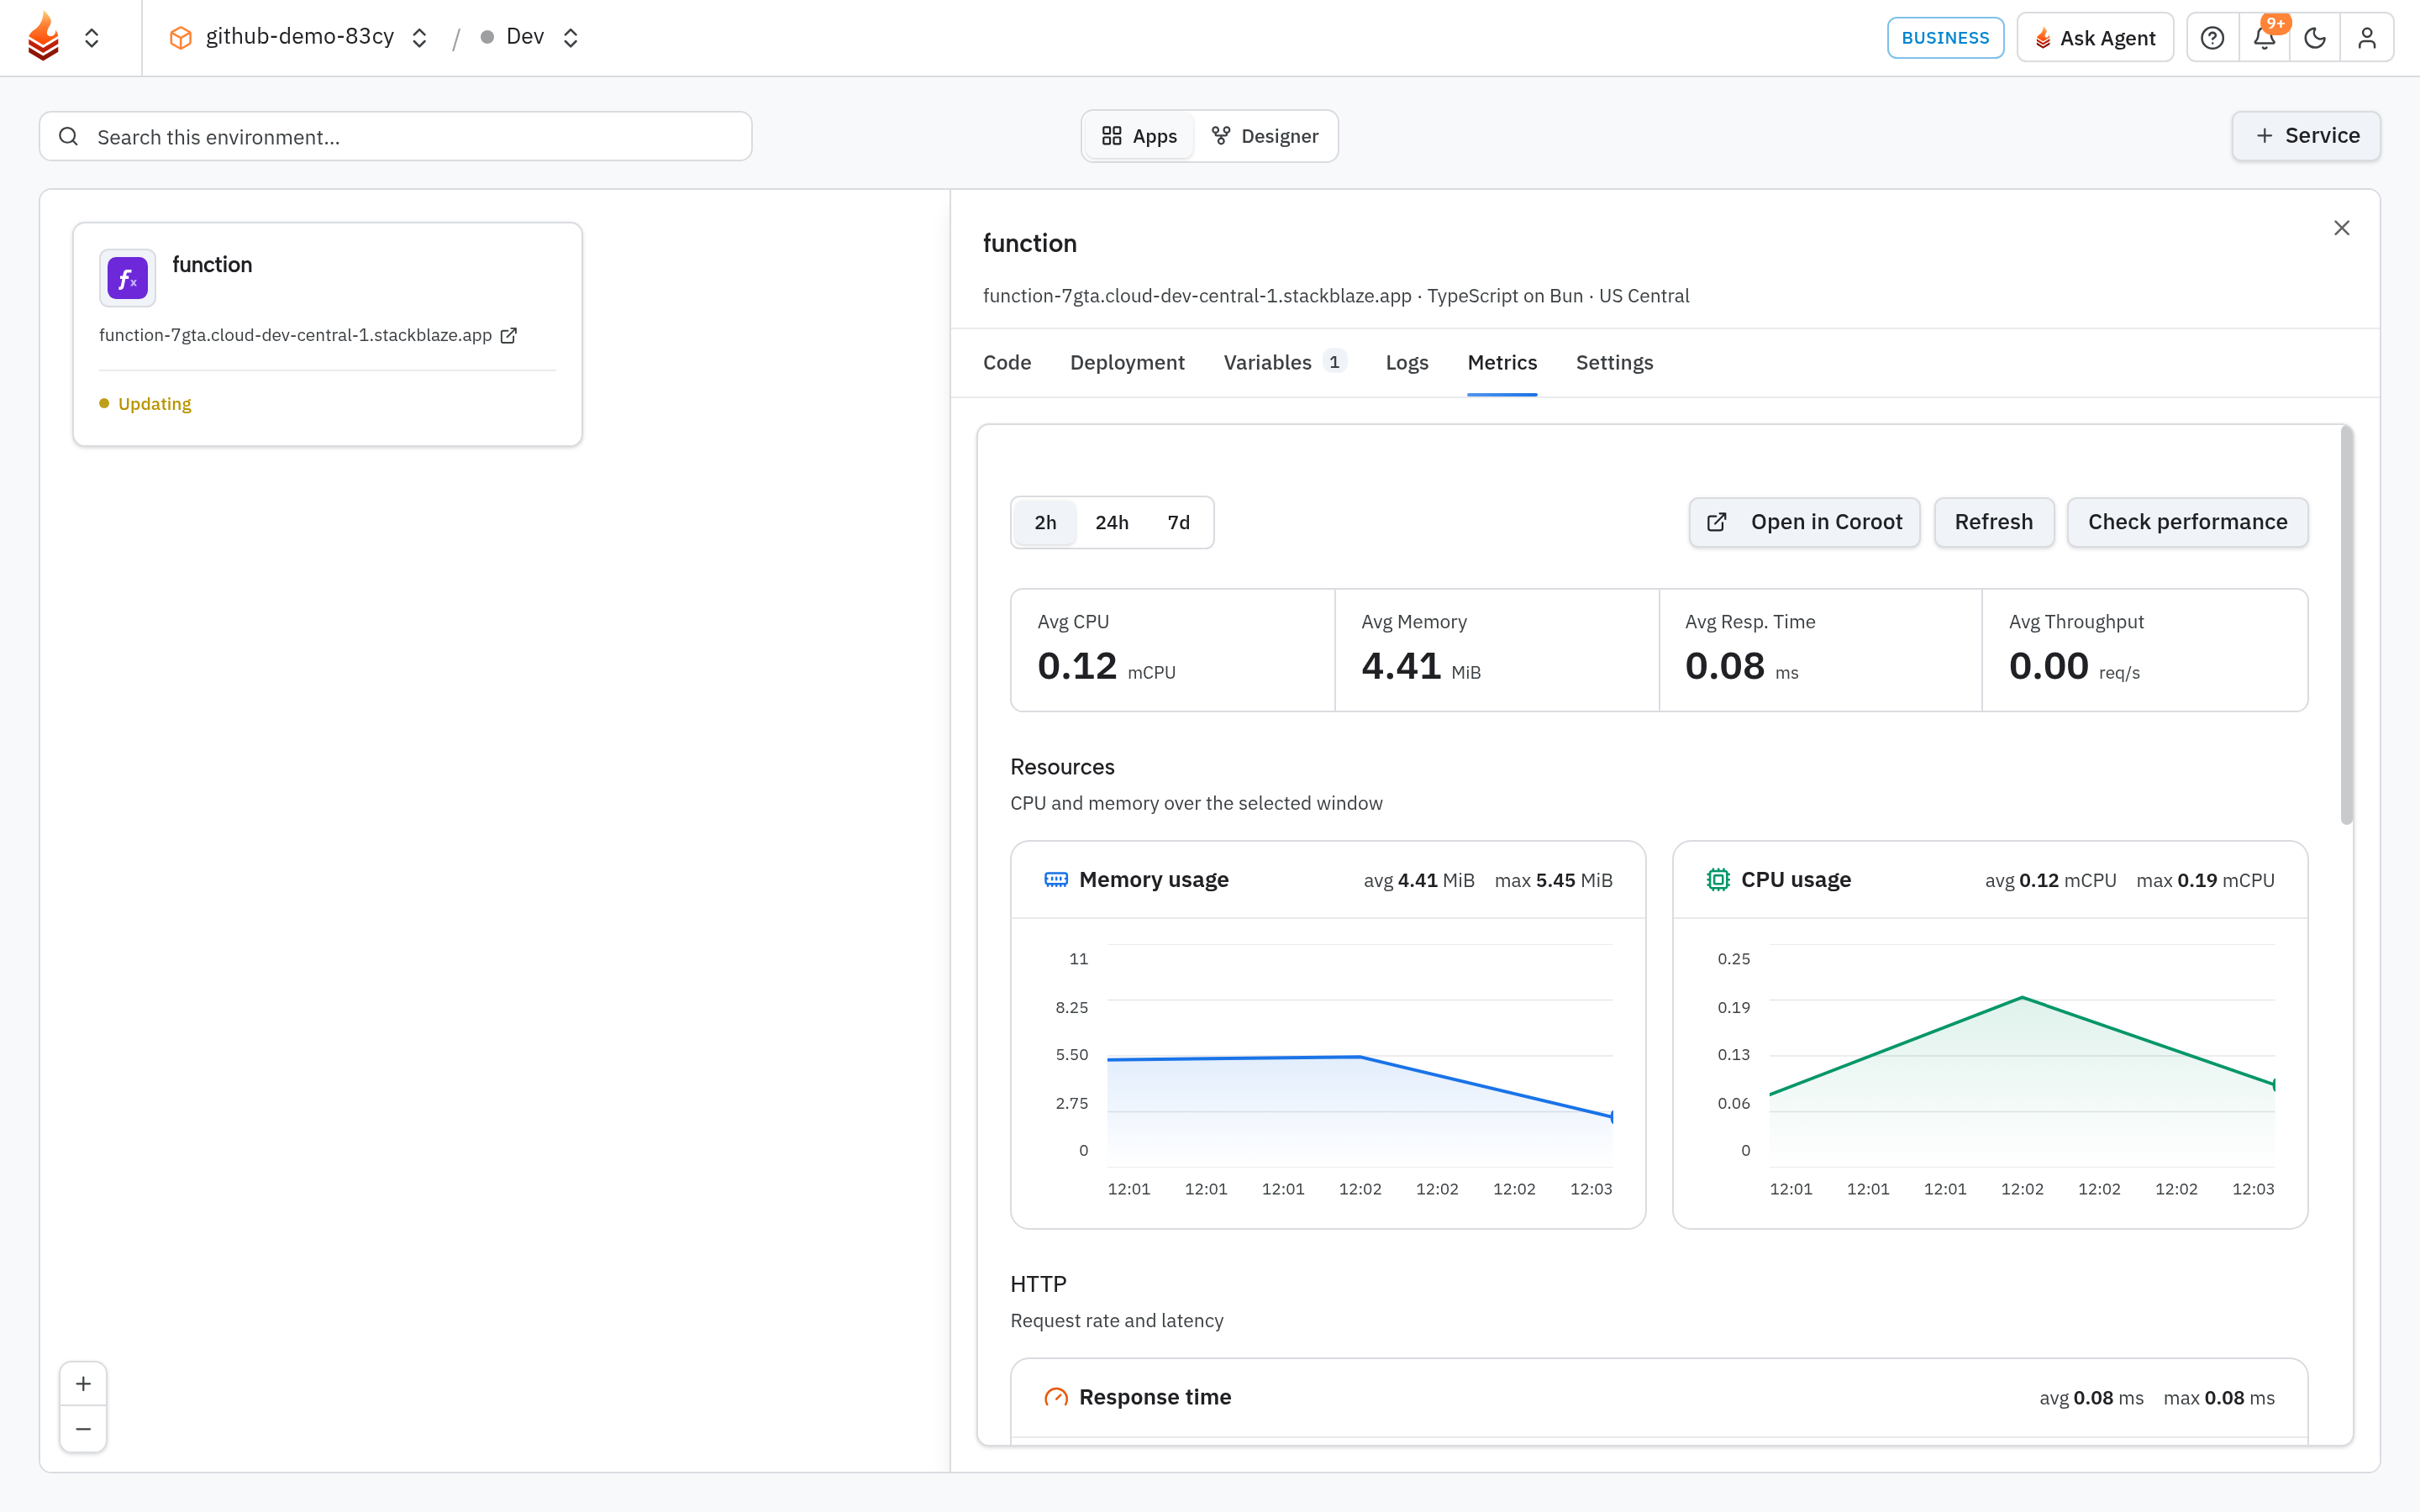 github-demo-83cy / Dev
BUSINESS
Ask Agent
9+
Search this environment...
Apps
Designer
+ Service
function
function-7gta.cloud-dev-central-1.stackblaze.app
Updating
function
function-7gta.cloud-dev-central-1.stackblaze.app · TypeScript on Bun · US Central
Code Deployment Variables 1 Logs Metrics Settings
2h 24h 7d
Open in Coroot
Refresh
Check performance
Avg CPU
0.12 mCPU
Avg Memory
4.41 MiB
Avg Resp. Time
0.08 ms
Avg Throughput
0.00 req/s
Resources
CPU and memory over the selected window
Memory usage avg 4.41 MiB max 5.45 MiB
11
8.25
5.50
2.75
0
12:01 12:01 12:01 12:02 12:02 12:02 12:03
CPU usage avg 0.12 mCPU max 0.19 mCPU
0.25
0.19
0.13
0.06
0
12:01 12:01 12:01 12:02 12:02 12:02 12:03
HTTP
Request rate and latency
Response time avg 0.08 ms max 0.08 ms